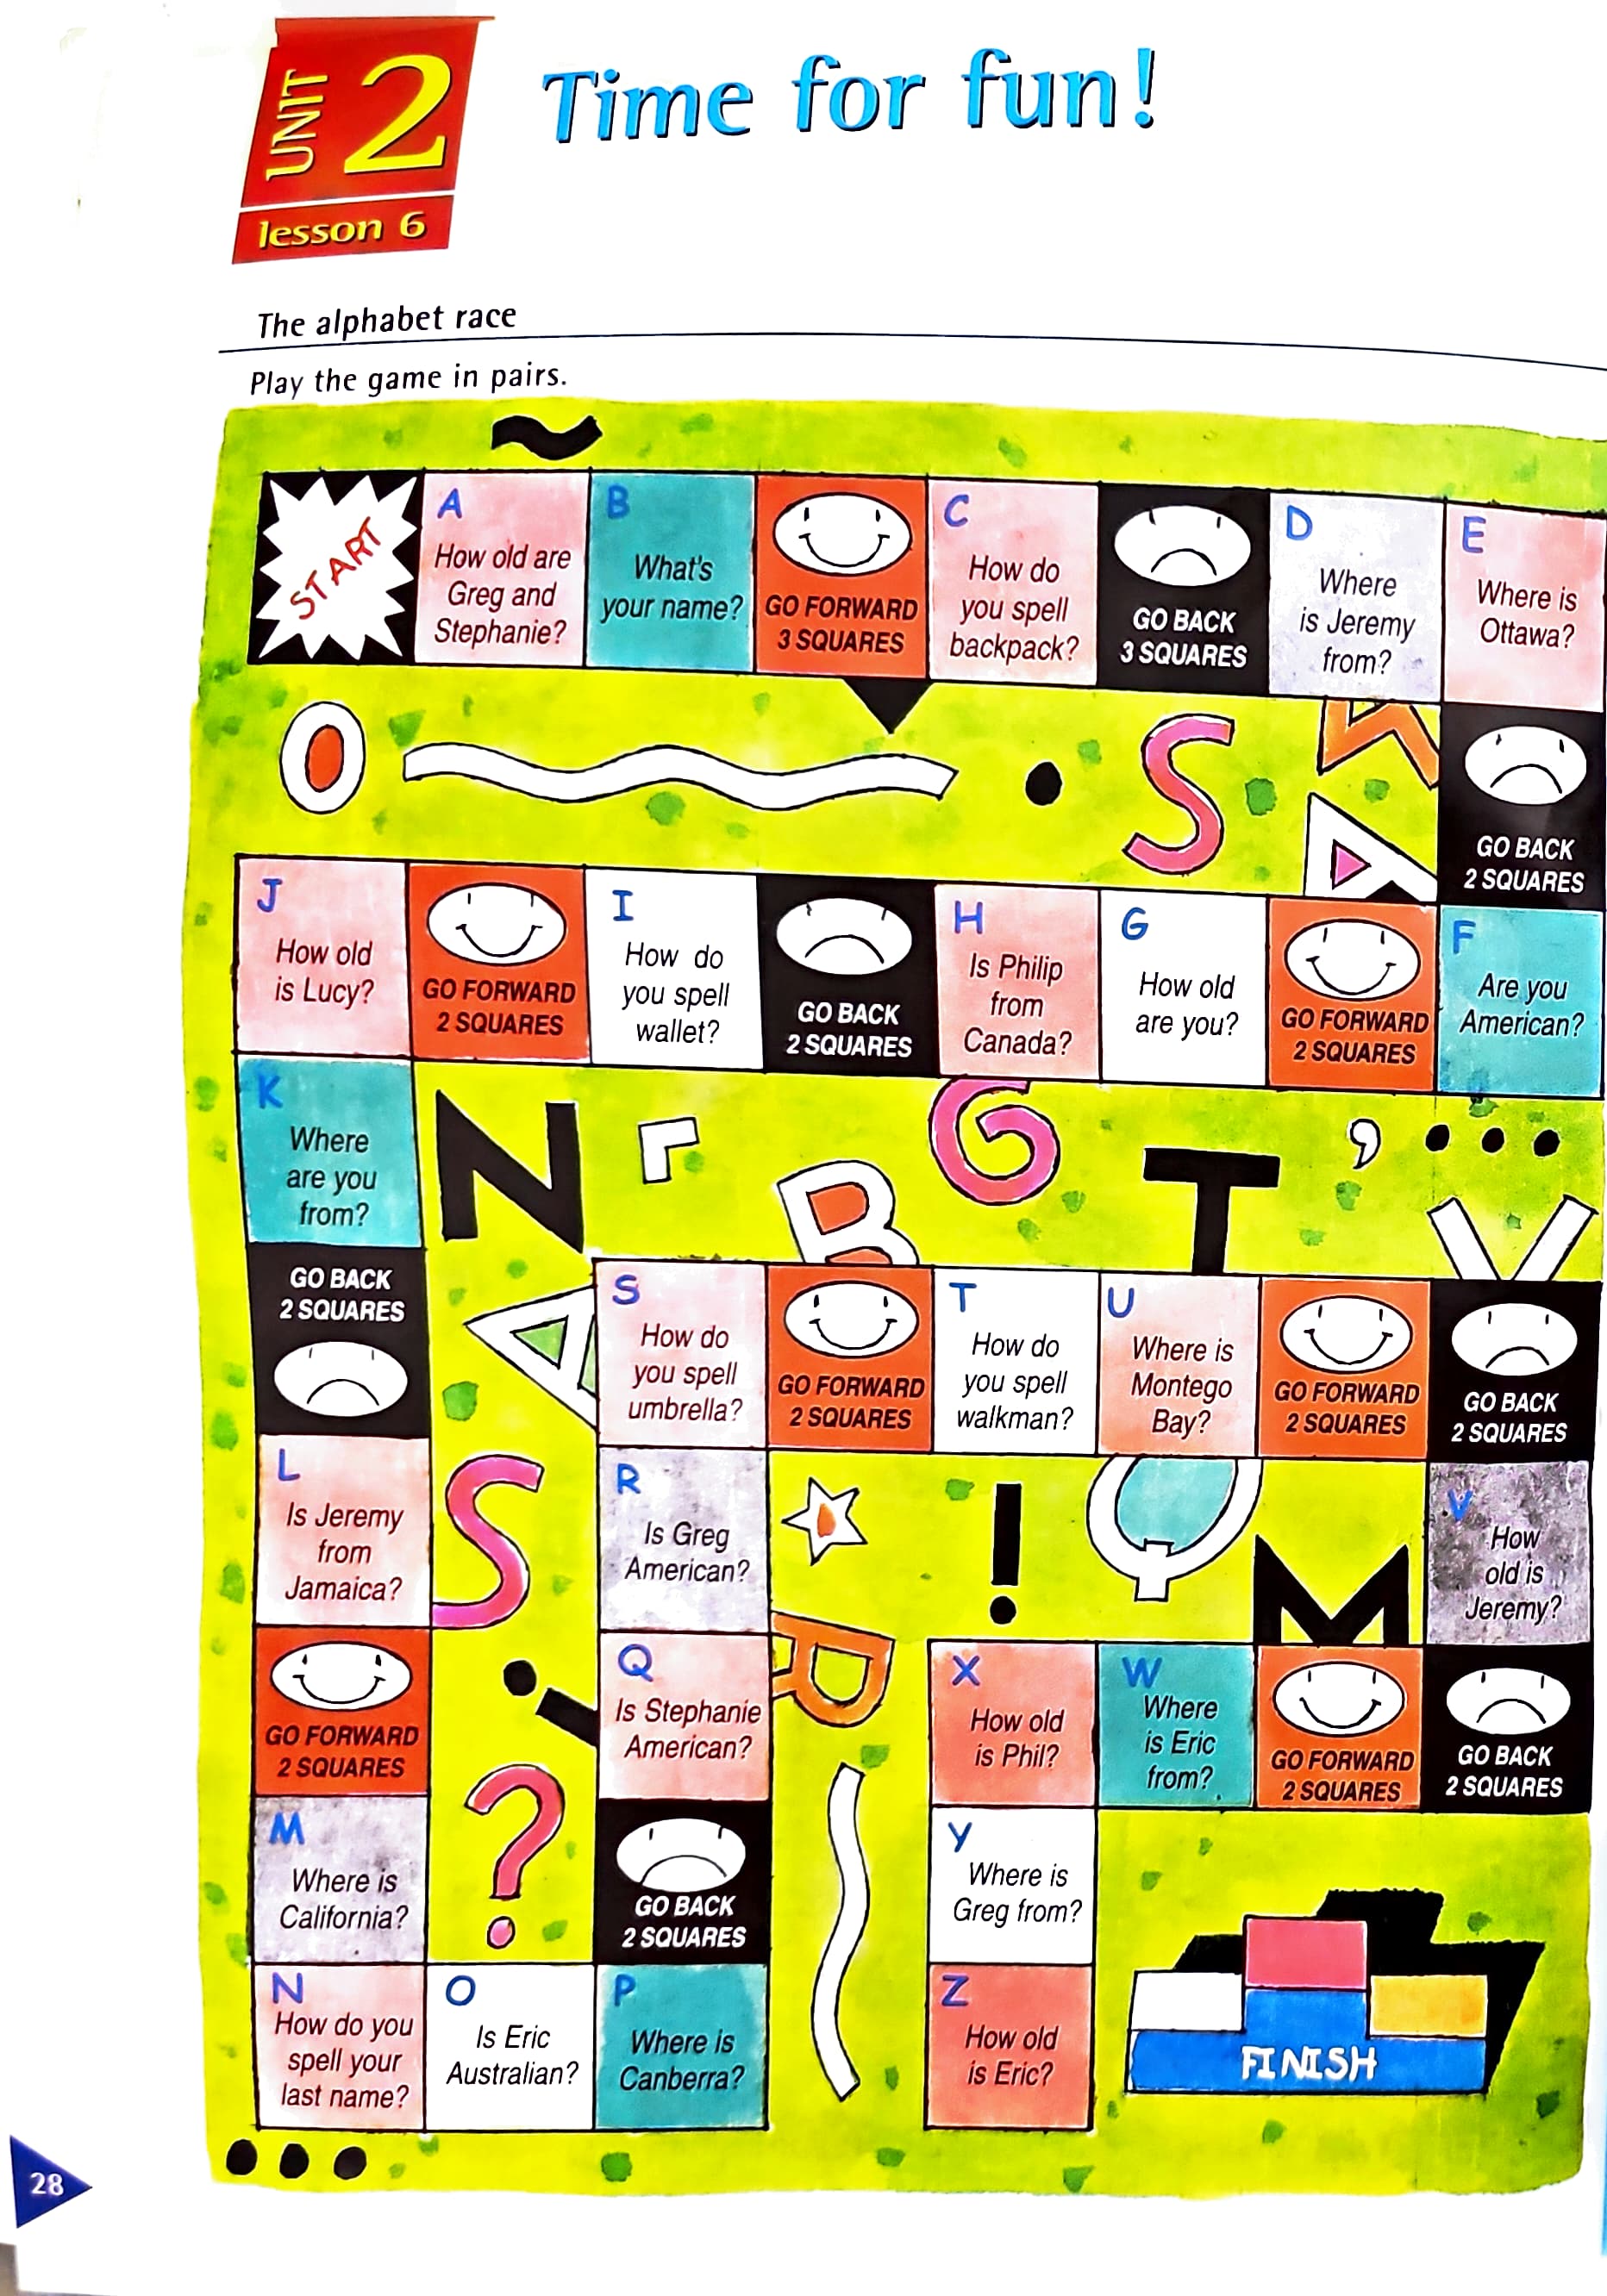 UNIT 2
lesson 6
Time for fun!
The alphabet race
Play the game in pairs.
START
A
How old are
Greg and
Stephanie?
B
What's
your name?
GO FORWARD
3 SQUARES
C
How do
you spell
backpack?
GO BACK
3 SQUARES
D
Where
is Jeremy
from?
E
Where is
Ottawa?
GO BACK
2 SQUARES
F
Are you
American?
GO FORWARD
2 SQUARES
G
How old
are you?
H
Is Philip
from
Canada?
GO BACK
2 SQUARES
I
How do
you spell
wallet?
GO FORWARD
2 SQUARES
J
How old
is Lucy?
K
Where
are you
from?
GO BACK
2 SQUARES
L
Is Jeremy
from
Jamaica?
GO FORWARD
2 SQUARES
M
Where is
California?
N
How do you
spell your
last name?
O
Is Eric
Australian?
P
Where is
Canberra?
GO BACK
2 SQUARES
Q
Is Stephanie
American?
R
Is Greg
American?
S
How do
you spell
umbrella?
GO FORWARD
2 SQUARES
T
How do
you spell
walkman?
U
Where is
Montego
Bay?
GO FORWARD
2 SQUARES
GO BACK
2 SQUARES
V
How
old is
Jeremy?
GO BACK
2 SQUARES
GO FORWARD
2 SQUARES
W
Where
is Eric
from?
X
How old
is Phil?
Y
Where is
Greg from?
Z
How old
is Eric?
FINISH
O
S
A
N
G
B
T
V
A
S
!
Q
M
R
?
28